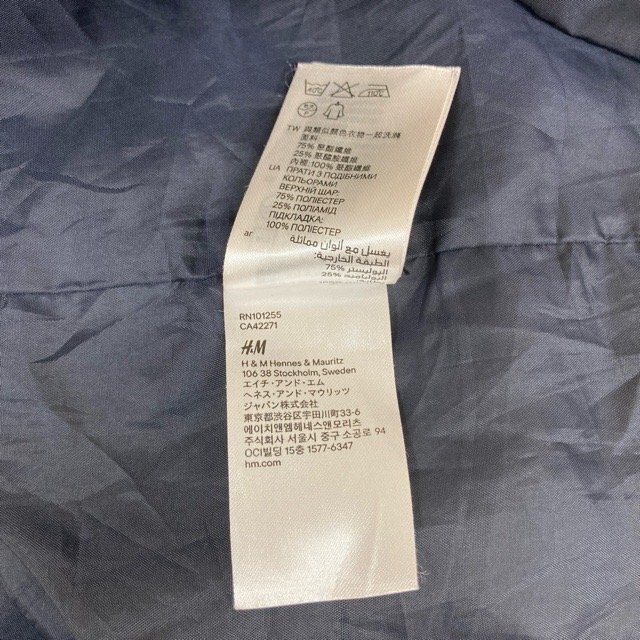 40°C 110°C
TW 與類似顏色衣物一起洗滌
面料
75% 聚酯纖維
25% 聚醯胺纖維
內裡:100% 聚酯纖維
UA ПРАТИ З ПОДІБНИМИ
КОЛЬОРАМИ
ВЕРХНІЙ ШАР:
75% ПОЛІЕСТЕР
25% ПОЛІАМІД
ПІДКЛАДКА:
100% ПОЛІЕСТЕР
ar يغسل مع ألوان مماثلة
الطبقة الخارجية:
75% البوليستر
25% البولياميد
RN101255
CA42271
H&M
H & M Hennes & Mauritz
106 38 Stockholm, Sweden
エイチ・アンド・エム
ヘネス・アンド・マウリッツ
ジャパン株式会社
東京都渋谷区宇田川町33-6
에이치앤엠헤네스앤모리츠
주식회사 서울시 중구 소공로 94
OCI빌딩 15층 1577-6347
hm.com